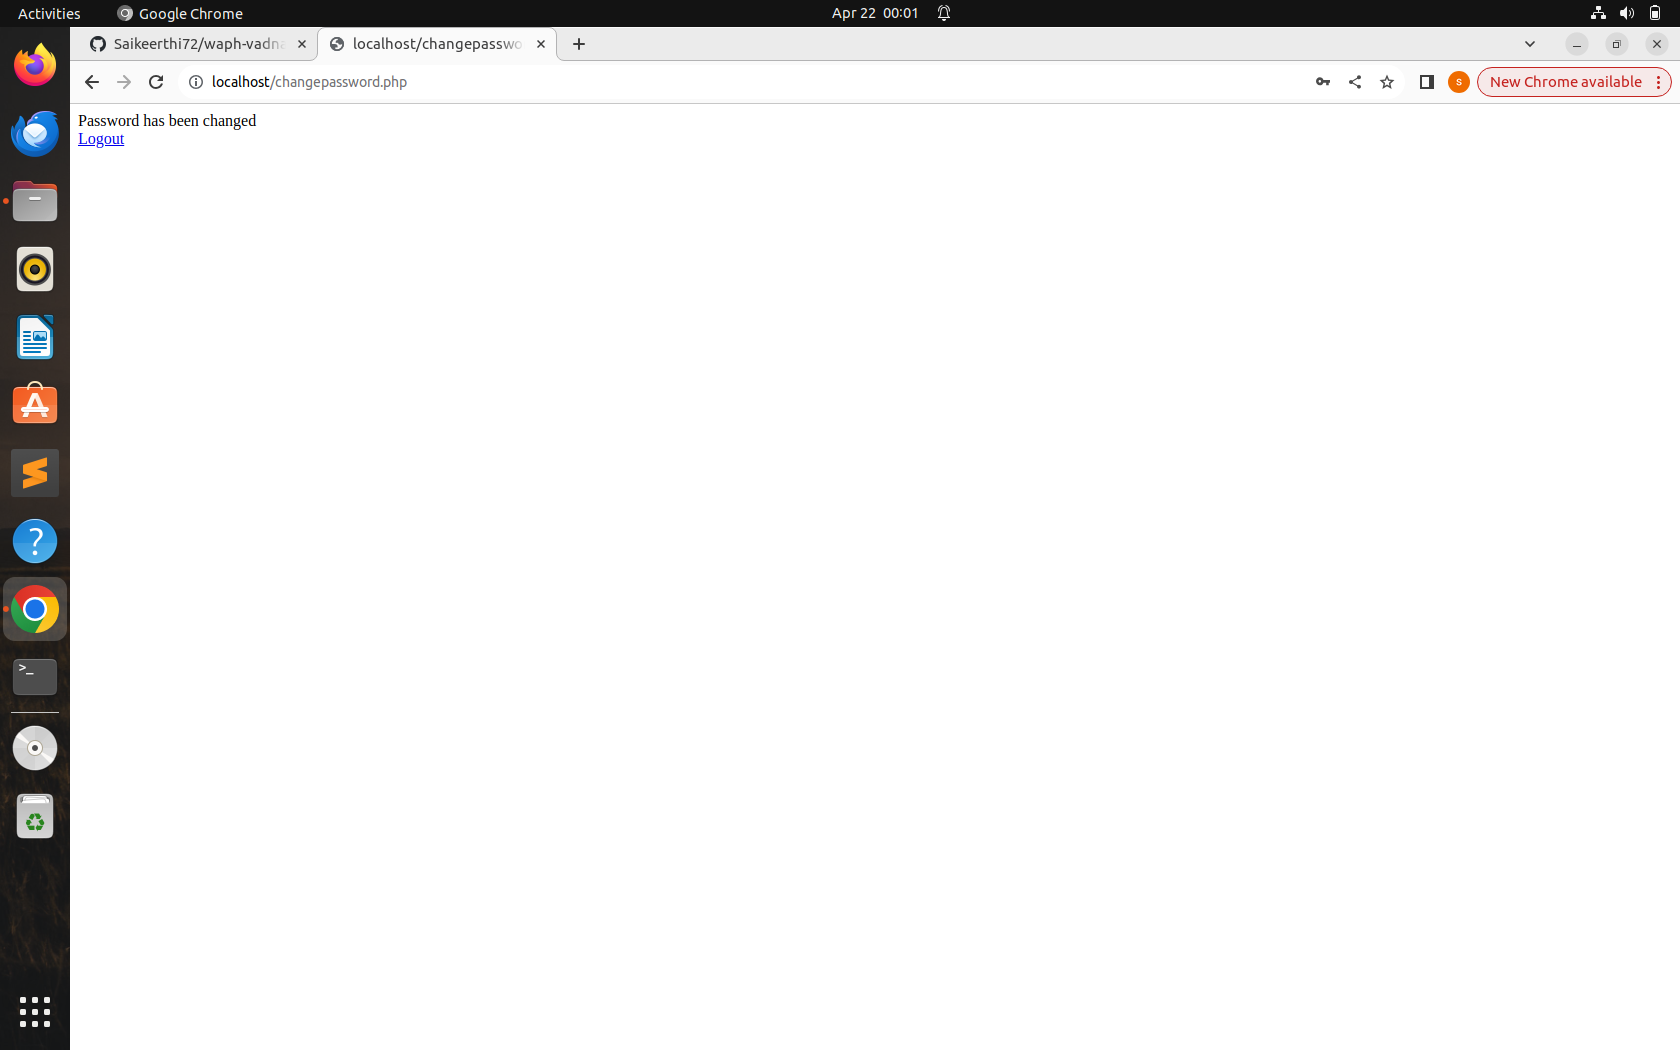 Activities
Google Chrome
Apr 22 00:01
Saikeerthi72/waph-vadna
localhost/changepasswo
localhost/changepassword.php
s
New Chrome available
Password has been changed
Logout